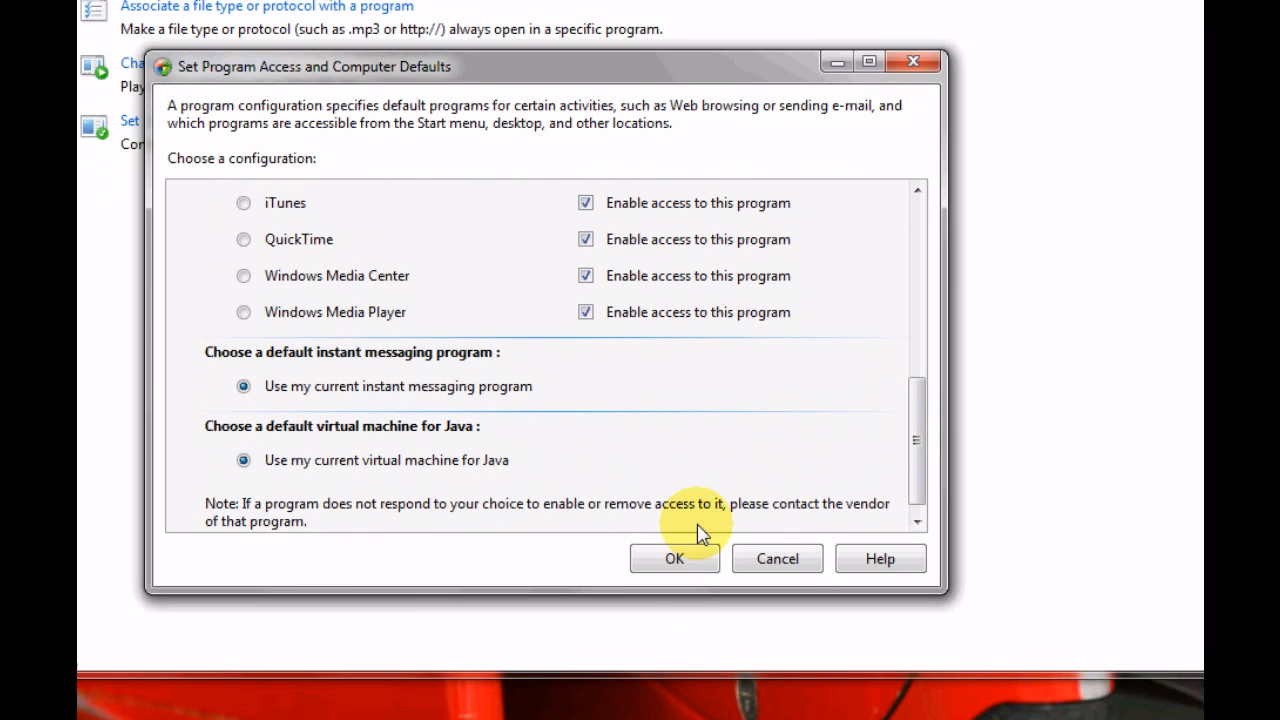 Associate a file type or protocol with a program
Make a file type or protocol (such as .mp3 or http://) always open in a specific program.
Cha
Play
Set
Con
Set Program Access and Computer Defaults
A program configuration specifies default programs for certain activities, such as Web browsing or sending e-mail, and
which programs are accessible from the Start menu, desktop, and other locations.
Choose a configuration:
iTunes Enable access to this program
QuickTime Enable access to this program
Windows Media Center Enable access to this program
Windows Media Player Enable access to this program
Choose a default instant messaging program :
Use my current instant messaging program
Choose a default virtual machine for Java :
Use my current virtual machine for Java
Note: If a program does not respond to your choice to enable or remove access to it, please contact the vendor
of that program.
OK Cancel Help